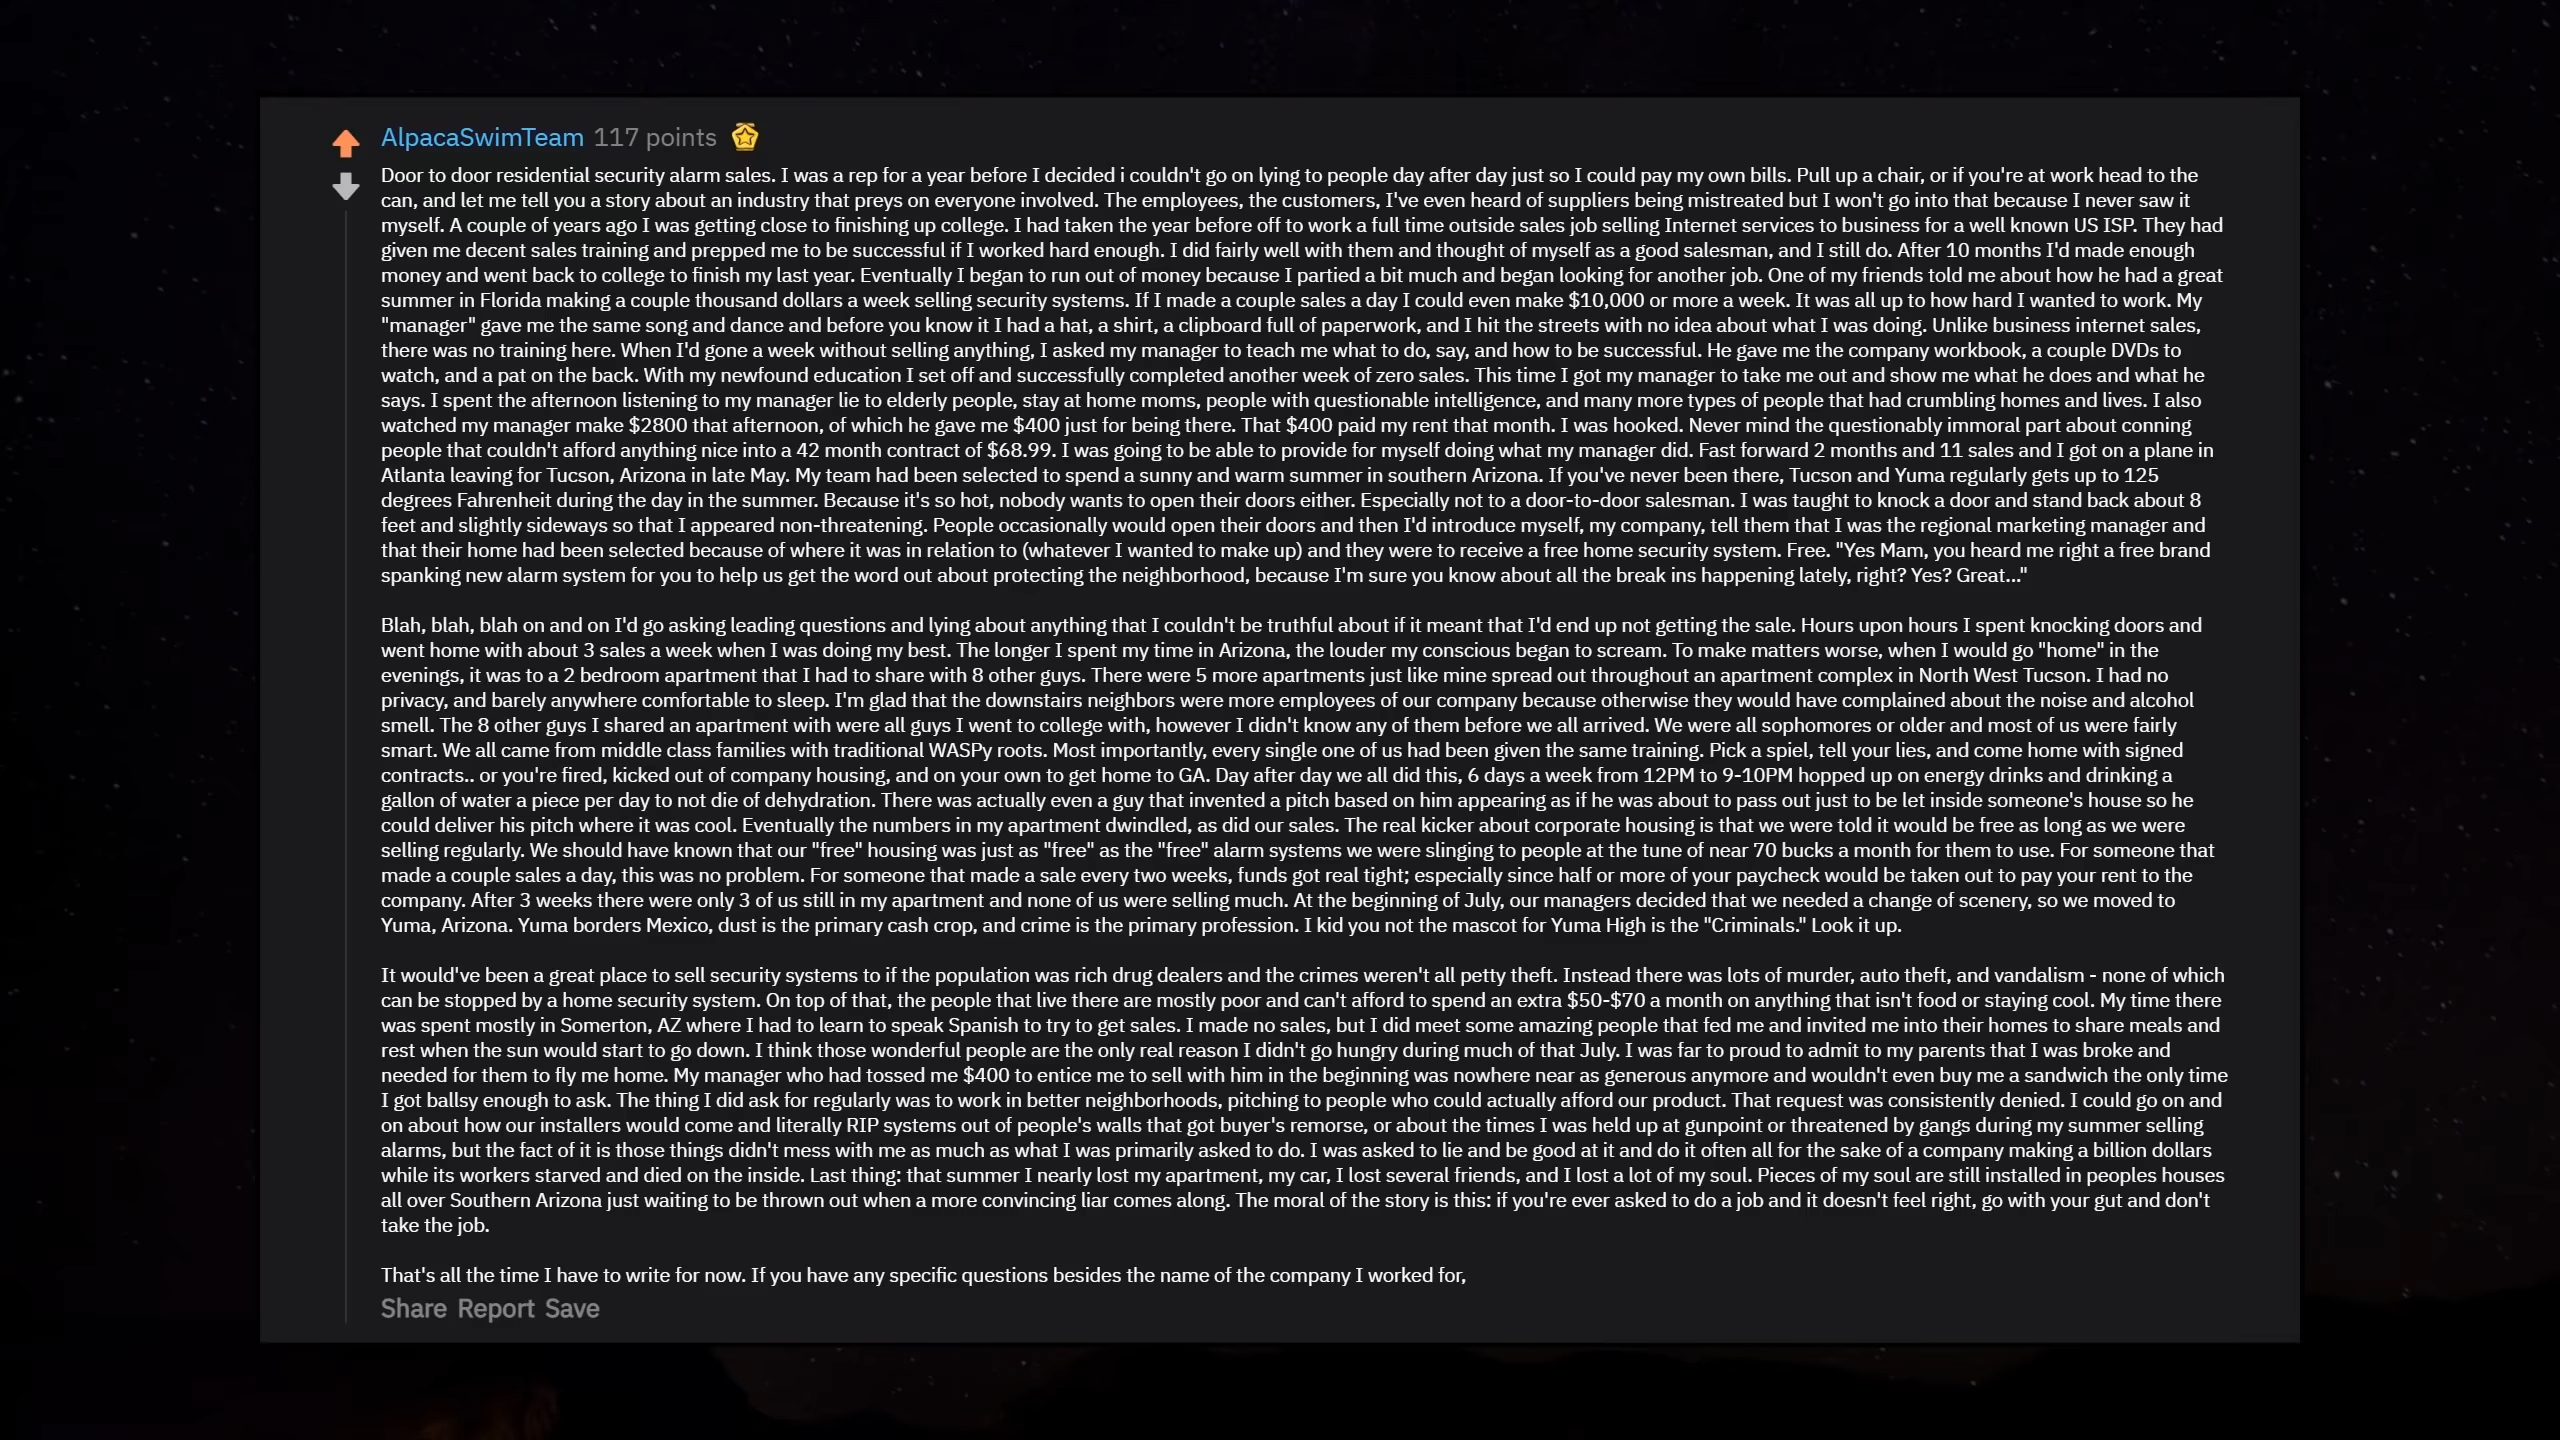 AlpacaSwimTeam 117 points
Door to door residential security alarm sales. I was a rep for a year before I decided i couldn't go on lying to people day after day just so I could pay my own bills. Pull up a chair, or if you're at work head to the
can, and let me tell you a story about an industry that preys on everyone involved. The employees, the customers, I've even heard of suppliers being mistreated but I won't go into that because I never saw it
myself. A couple of years ago I was getting close to finishing up college. I had taken the year before off to work a full time outside sales job selling Internet services to business for a well known US ISP. They had
given me decent sales training and prepped me to be successful if I worked hard enough. I did fairly well with them and thought of myself as a good salesman, and I still do. After 10 months I'd made enough
money and went back to college to finish my last year. Eventually I began to run out of money because I partied a bit much and began looking for another job. One of my friends told me about how he had a great
summer in Florida making a couple thousand dollars a week selling security systems. If I made a couple sales a day I could even make $10,000 or more a week. It was all up to how hard I wanted to work. My
"manager" gave me the same song and dance and before you know it I had a hat, a shirt, a clipboard full of paperwork, and I hit the streets with no idea about what I was doing. Unlike business internet sales,
there was no training here. When I'd gone a week without selling anything, I asked my manager to teach me what to do, say, and how to be successful. He gave me the company workbook, a couple DVDs to
watch, and a pat on the back. With my newfound education I set off and successfully completed another week of zero sales. This time I got my manager to take me out and show me what he does and what he
says. I spent the afternoon listening to my manager lie to elderly people, stay at home moms, people with questionable intelligence, and many more types of people that had crumbling homes and lives. I also
watched my manager make $2800 that afternoon, of which he gave me $400 just for being there. That $400 paid my rent that month. I was hooked. Never mind the questionably immoral part about conning
people that couldn't afford anything nice into a 42 month contract of $68.99. I was going to be able to provide for myself doing what my manager did. Fast forward 2 months and 11 sales and I got on a plane in
Atlanta leaving for Tucson, Arizona in late May. My team had been selected to spend a sunny and warm summer in southern Arizona. If you've never been there, Tucson and Yuma regularly gets up to 125
degrees Fahrenheit during the day in the summer. Because it's so hot, nobody wants to open their doors either. Especially not to a door-to-door salesman. I was taught to knock a door and stand back about 8
feet and slightly sideways so that I appeared non-threatening. People occasionally would open their doors and then I'd introduce myself, my company, tell them that I was the regional marketing manager and
that their home had been selected because of where it was in relation to (whatever I wanted to make up) and they were to receive a free home security system. Free. "Yes Mam, you heard me right a free brand
spanking new alarm system for you to help us get the word out about protecting the neighborhood, because I'm sure you know about all the break ins happening lately, right? Yes? Great..."
Blah, blah, blah on and on I'd go asking leading questions and lying about anything that I couldn't be truthful about if it meant that I'd end up not getting the sale. Hours upon hours I spent knocking doors and
went home with about 3 sales a week when I was doing my best. The longer I spent my time in Arizona, the louder my conscious began to scream. To make matters worse, when I would go "home" in the
evenings, it was to a 2 bedroom apartment that I had to share with 8 other guys. There were 5 more apartments just like mine spread out throughout an apartment complex in North West Tucson. I had no
privacy, and barely anywhere comfortable to sleep. I'm glad that the downstairs neighbors were more employees of our company because otherwise they would have complained about the noise and alcohol
smell. The 8 other guys I shared an apartment with were all guys I went to college with, however I didn't know any of them before we all arrived. We were all sophomores or older and most of us were fairly
smart. We all came from middle class families with traditional WASPy roots. Most importantly, every single one of us had been given the same training. Pick a spiel, tell your lies, and come home with signed
contracts.. or you're fired, kicked out of company housing, and on your own to get home to GA. Day after day we all did this, 6 days a week from 12PM to 9-10PM hopped up on energy drinks and drinking a
gallon of water a piece per day to not die of dehydration. There was actually even a guy that invented a pitch based on him appearing as if he was about to pass out just to be let inside someone's house so he
could deliver his pitch where it was cool. Eventually the numbers in my apartment dwindled, as did our sales. The real kicker about corporate housing is that we were told it would be free as long as we were
selling regularly. We should have known that our "free" housing was just as "free" as the "free" alarm systems we were slinging to people at the tune of near 70 bucks a month for them to use. For someone that
made a couple sales a day, this was no problem. For someone that made a sale every two weeks, funds got real tight; especially since half or more of your paycheck would be taken out to pay your rent to the
company. After 3 weeks there were only 3 of us still in my apartment and none of us were selling much. At the beginning of July, our managers decided that we needed a change of scenery, so we moved to
Yuma, Arizona. Yuma borders Mexico, dust is the primary cash crop, and crime is the primary profession. I kid you not the mascot for Yuma High is the "Criminals." Look it up.
It would've been a great place to sell security systems to if the population was rich drug dealers and the crimes weren't all petty theft. Instead there was lots of murder, auto theft, and vandalism - none of which
can be stopped by a home security system. On top of that, the people that live there are mostly poor and can't afford to spend an extra $50-$70 a month on anything that isn't food or staying cool. My time there
was spent mostly in Somerton, AZ where I had to learn to speak Spanish to try to get sales. I made no sales, but I did meet some amazing people that fed me and invited me into their homes to share meals and
rest when the sun would start to go down. I think those wonderful people are the only real reason I didn't go hungry during much of that July. I was far to proud to admit to my parents that I was broke and
needed for them to fly me home. My manager who had tossed me $400 to entice me to sell with him in the beginning was nowhere near as generous anymore and wouldn't even buy me a sandwich the only time
I got ballsy enough to ask. The thing I did ask for regularly was to work in better neighborhoods, pitching to people who could actually afford our product. That request was consistently denied. I could go on and
on about how our installers would come and literally RIP systems out of people's walls that got buyer's remorse, or about the times I was held up at gunpoint or threatened by gangs during my summer selling
alarms, but the fact of it is those things didn't mess with me as much as what I was primarily asked to do. I was asked to lie and be good at it and do it often all for the sake of a company making a billion dollars
while its workers starved and died on the inside. Last thing: that summer I nearly lost my apartment, my car, I lost several friends, and I lost a lot of my soul. Pieces of my soul are still installed in peoples houses
all over Southern Arizona just waiting to be thrown out when a more convincing liar comes along. The moral of the story is this: if you're ever asked to do a job and it doesn't feel right, go with your gut and don't
take the job.
That's all the time I have to write for now. If you have any specific questions besides the name of the company I worked for,
Share Report Save